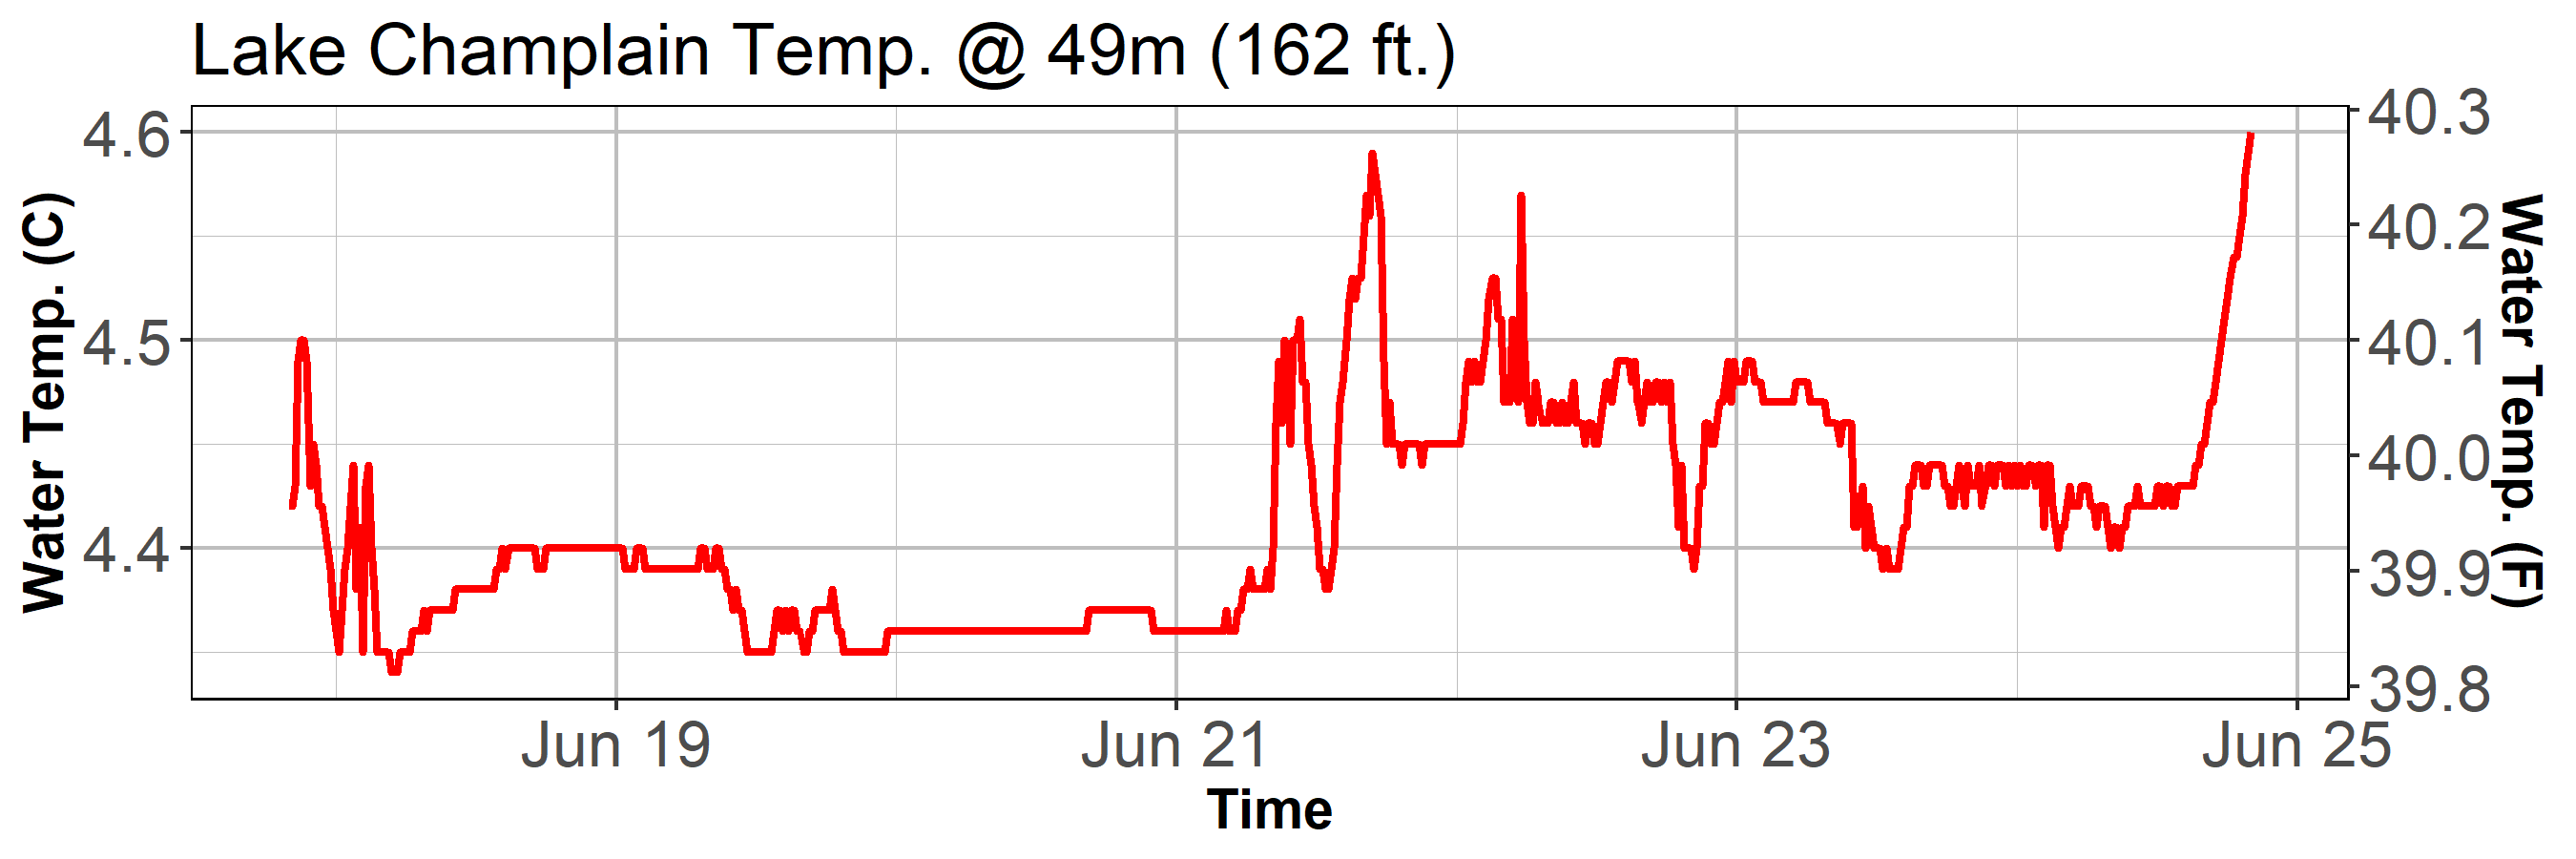 Lake Champlain Temp. @ 49m (162 ft.)
Water Temp. (C)
4.6
4.5
4.4
40.3
40.2
40.1
40.0
39.9
39.8
Water Temp. (F)
Jun 19 Jun 21 Jun 23 Jun 25
Time